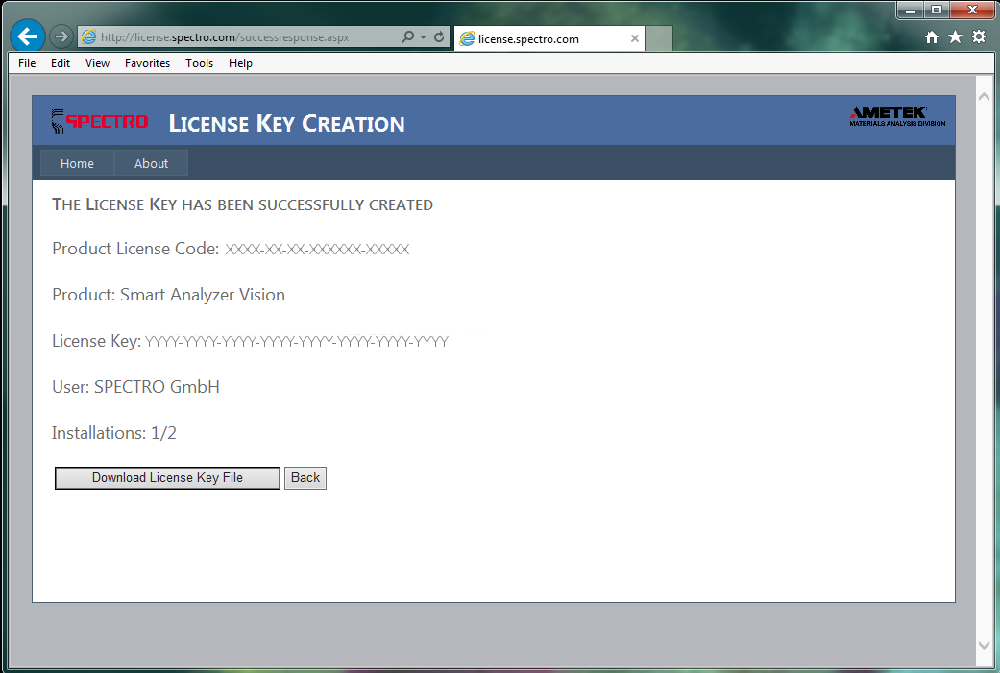 http://license.spectro.com/successresponse.aspx
license.spectro.com
File Edit View Favorites Tools Help
SPECTRO License Key Creation
AMETEK
MATERIALS ANALYSIS DIVISION
Home About
The License Key has been successfully created
Product License Code: XXXX-XX-XX-XXXXXX-XXXXX
Product: Smart Analyzer Vision
License Key: YYYY-YYYY-YYYY-YYYY-YYYY-YYYY-YYYY-YYYY
User: SPECTRO GmbH
Installations: 1/2
Download License Key File Back